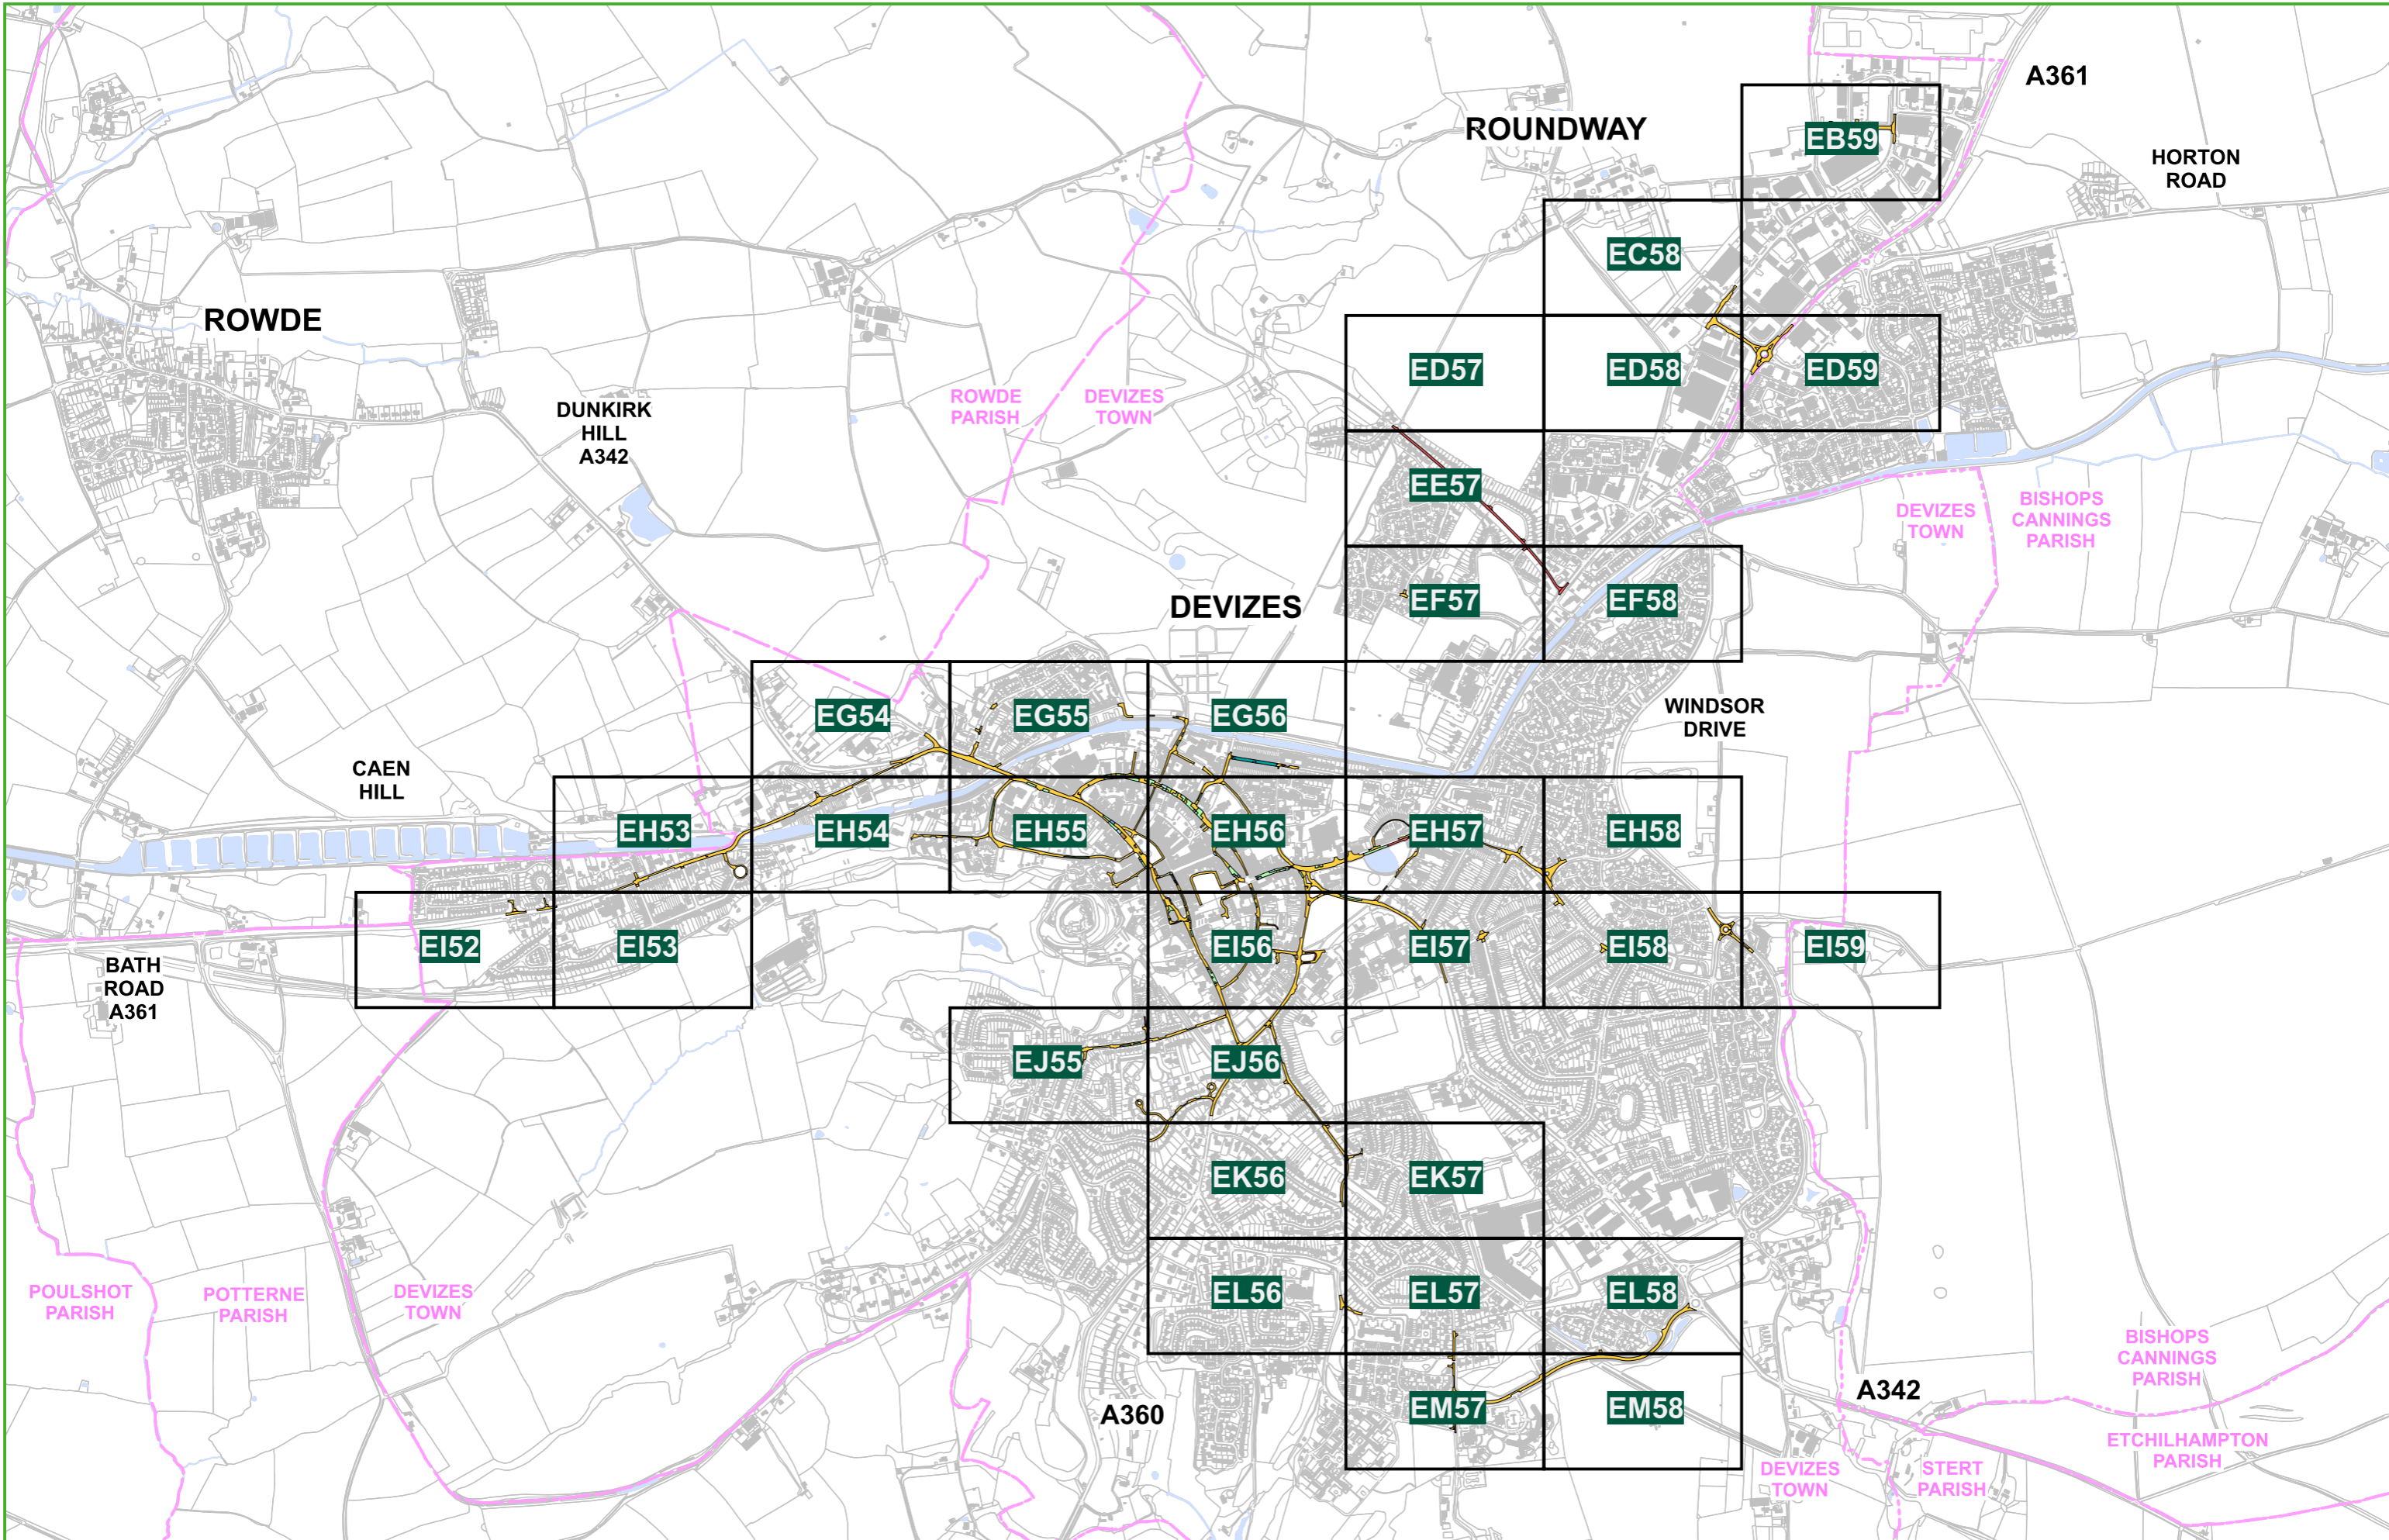 A361
ROUNDWAY
EB59
HORTON
ROAD
EC58
ROWDE
ED57
ED58
ED59
ROWDE
PARISH
DEVIZES
TOWN
DUNKIRK
HILL
A342
EE57
DEVIZES
TOWN
BISHOPS
CANNINGS
PARISH
DEVIZES
EF57
EF58
EG54
EG55
EG56
WINDSOR
DRIVE
CAEN
HILL
EH53
EH54
EH55
EH56
EH57
EH58
EI52
EI53
EI56
EI57
EI58
EI59
BATH
ROAD
A361
EJ55
EJ56
EK56
EK57
POULSHOT
PARISH
POTTERNE
PARISH
DEVIZES
TOWN
EL56
EL57
EL58
BISHOPS
CANNINGS
PARISH
A360
EM57
EM58
A342
ETCHILHAMPTON
PARISH
DEVIZES
TOWN
STERT
PARISH